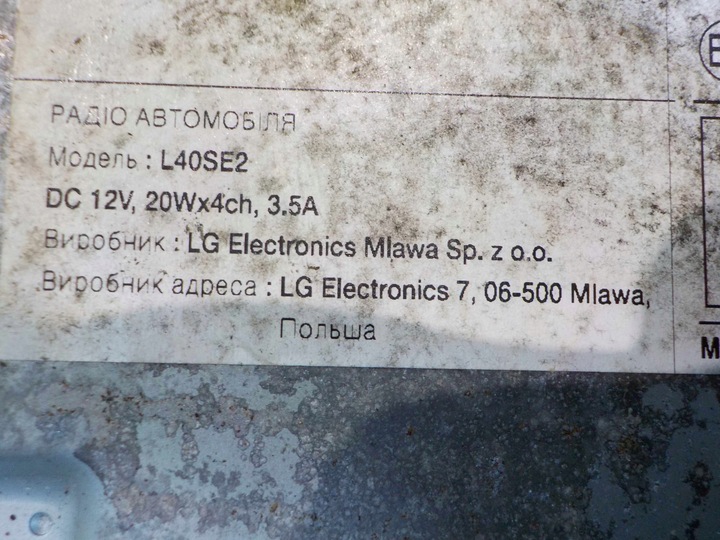 РАДІО АВТОМОБІЛЯ
Модель : L40SE2
DC 12V, 20Wx4ch, 3.5A
Виробник : LG Electronics Mlawa Sp. z o.o.
Виробник адреса : LG Electronics 7, 06-500 Mlawa,
Польша
M